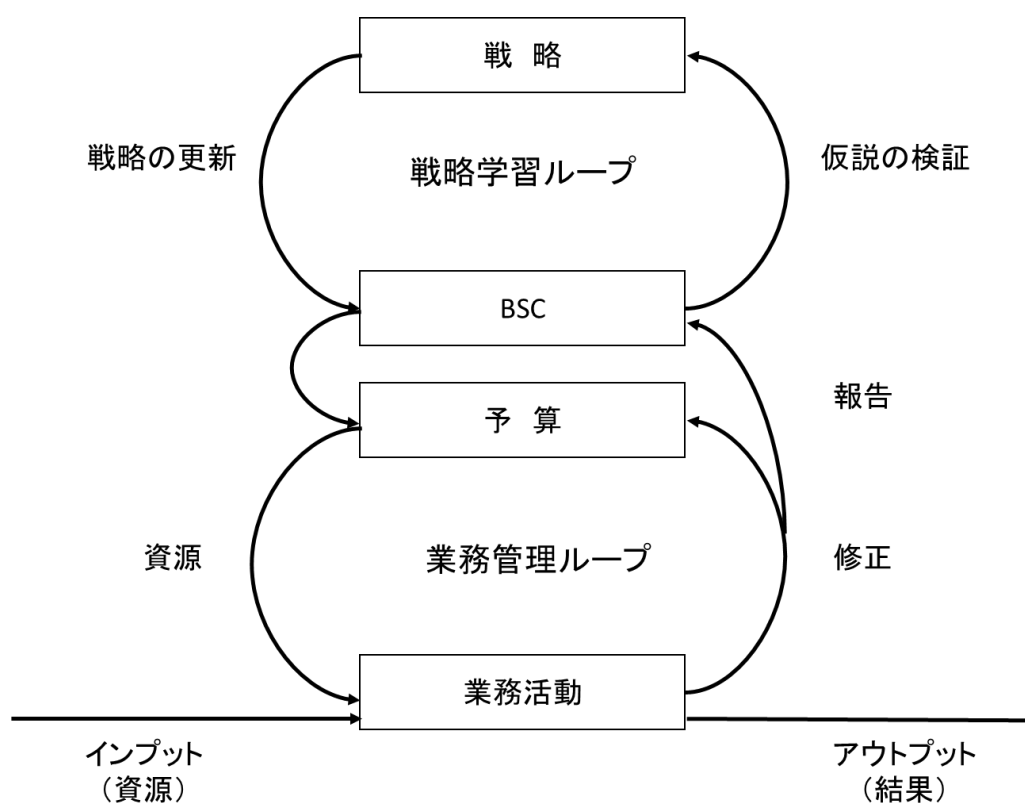 戦 略
戦略の更新
戦略学習ループ
仮説の検証
BSC
報告
予 算
資源
業務管理ループ
修正
業務活動
インプット
（資源）
アウトプット
（結果）